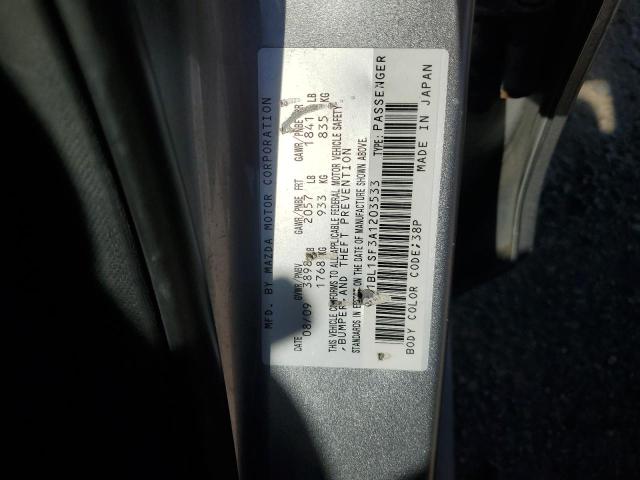 MFD. BY MAZDA MOTOR CORPORATION
DATE GVWR/PNBV GAWR/PNBE FRT GAWR/PNBE RR
08/09 3898 LB 2057 LB 1841 LB
1768 KG 933 KG 835 KG
THIS VEHICLE CONFORMS TO ALL APPLICABLE FEDERAL MOTOR VEHICLE SAFETY
, BUMPER, AND THEFT PREVENTION
STANDARDS IN EFFECT ON THE DATE OF MANUFACTURE SHOWN ABOVE.
1BL1SF3A1203533 TYPE: PASSENGER
BODY COLOR CODE: 38P MADE IN JAPAN